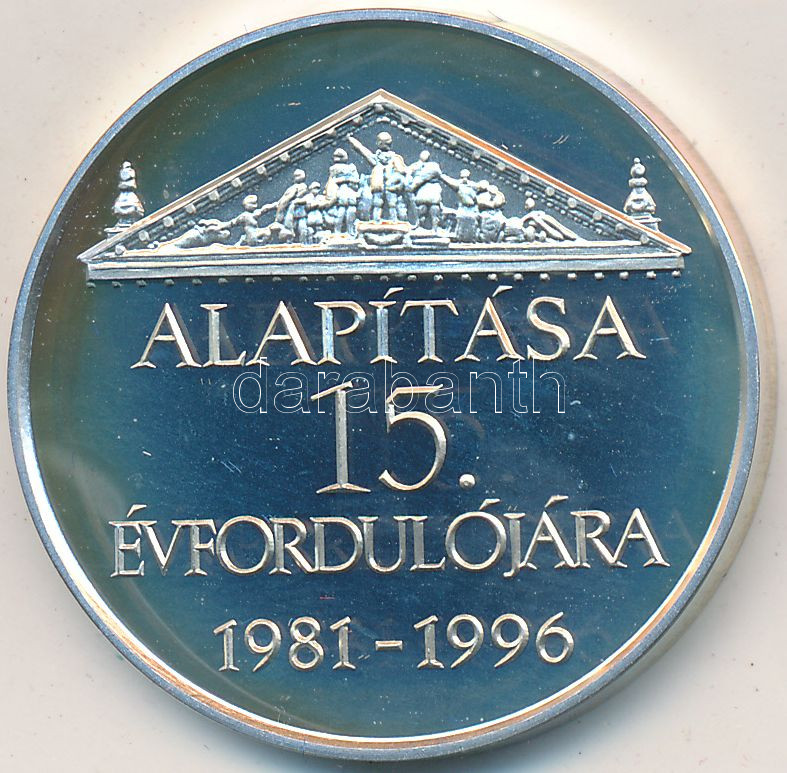 ALAPÍTÁSA
darabanth
15.
ÉVFORDULÓJÁRA
1981-1996